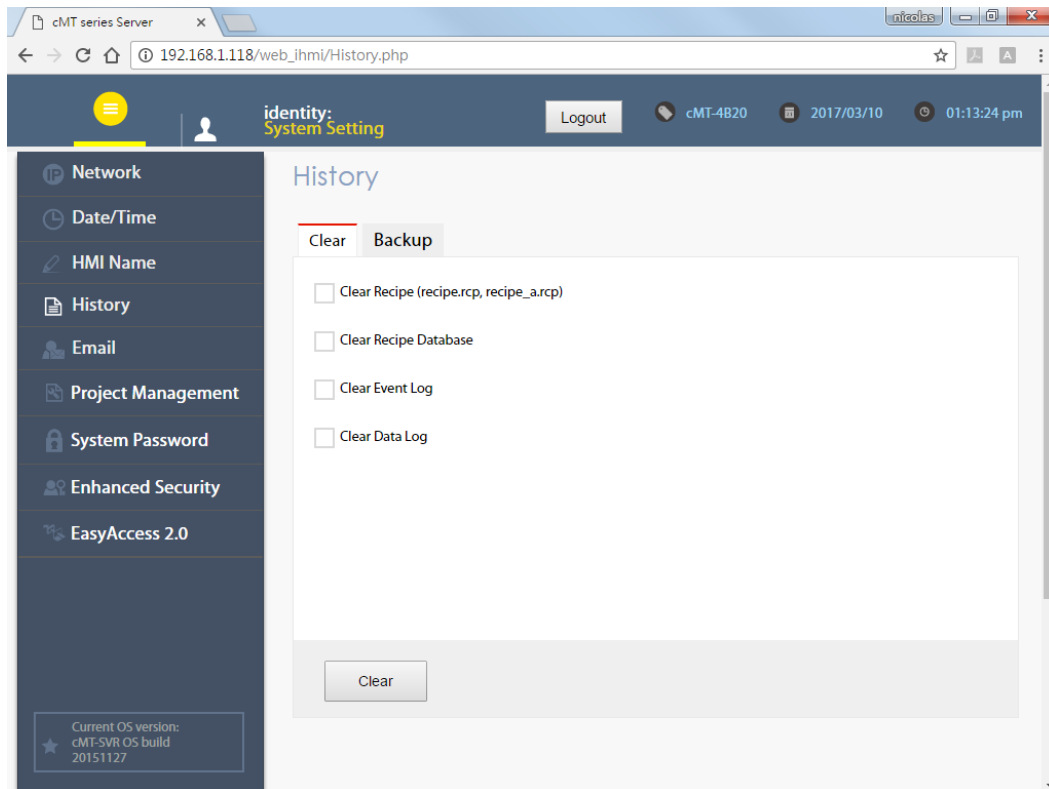 cMT series Server
nicolas
192.168.1.118/web_ihmi/History.php
A
identity:
System Setting
Logout
cMT-4B20
2017/03/10
01:13:24 pm
IP Network
Date/Time
HMI Name
History
Email
Project Management
System Password
Enhanced Security
EasyAccess 2.0
Current OS version:
cMT-SVR OS build
20151127
History
Clear
Backup
Clear Recipe (recipe.rcp, recipe_a.rcp)
Clear Recipe Database
Clear Event Log
Clear Data Log
Clear